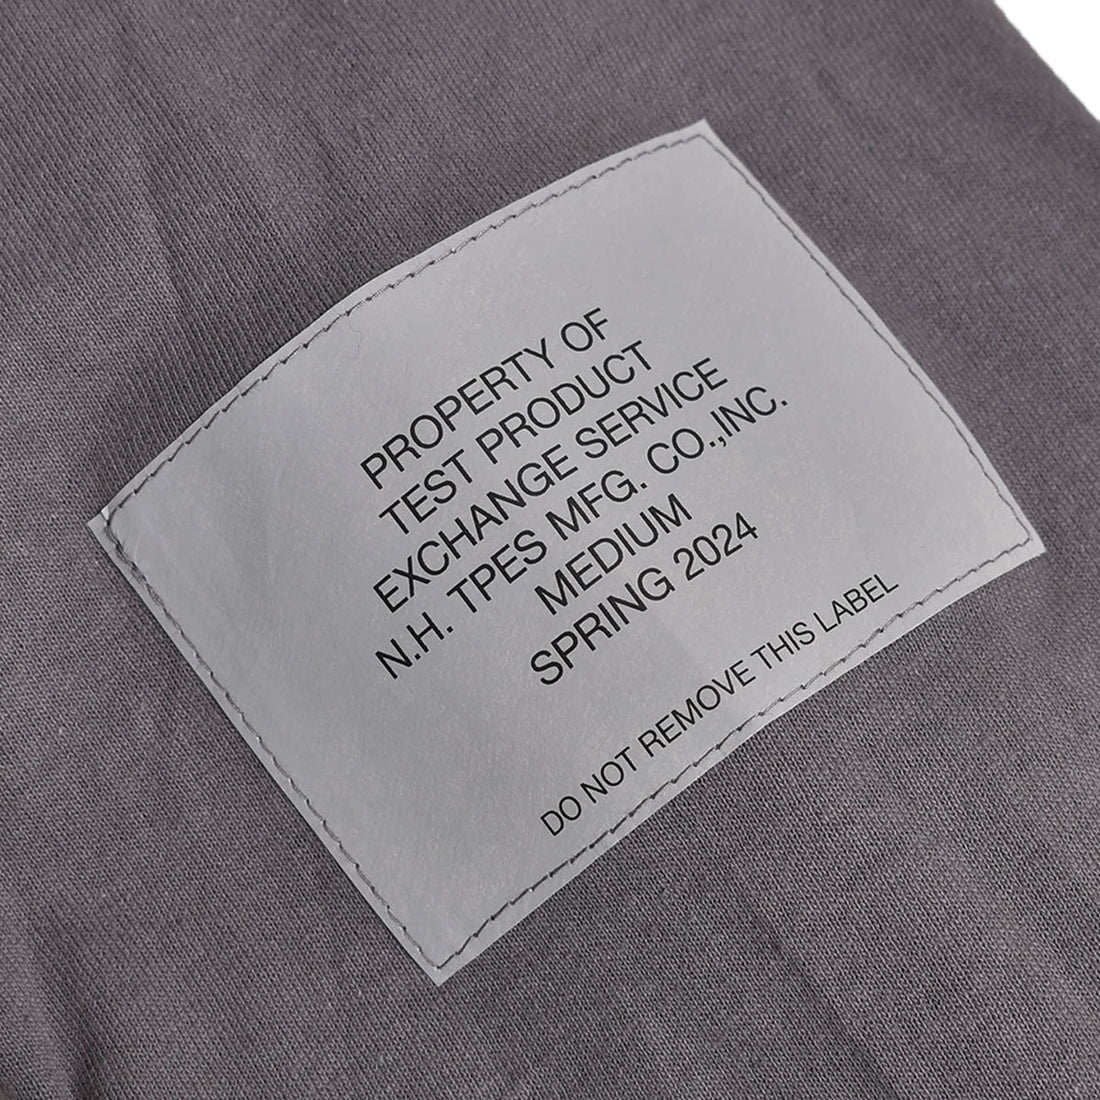 PROPERTY OF
TEST PRODUCT
EXCHANGE SERVICE
N.H. TPES MFG. CO.,INC.
MEDIUM
SPRING 2024
DO NOT REMOVE THIS LABEL